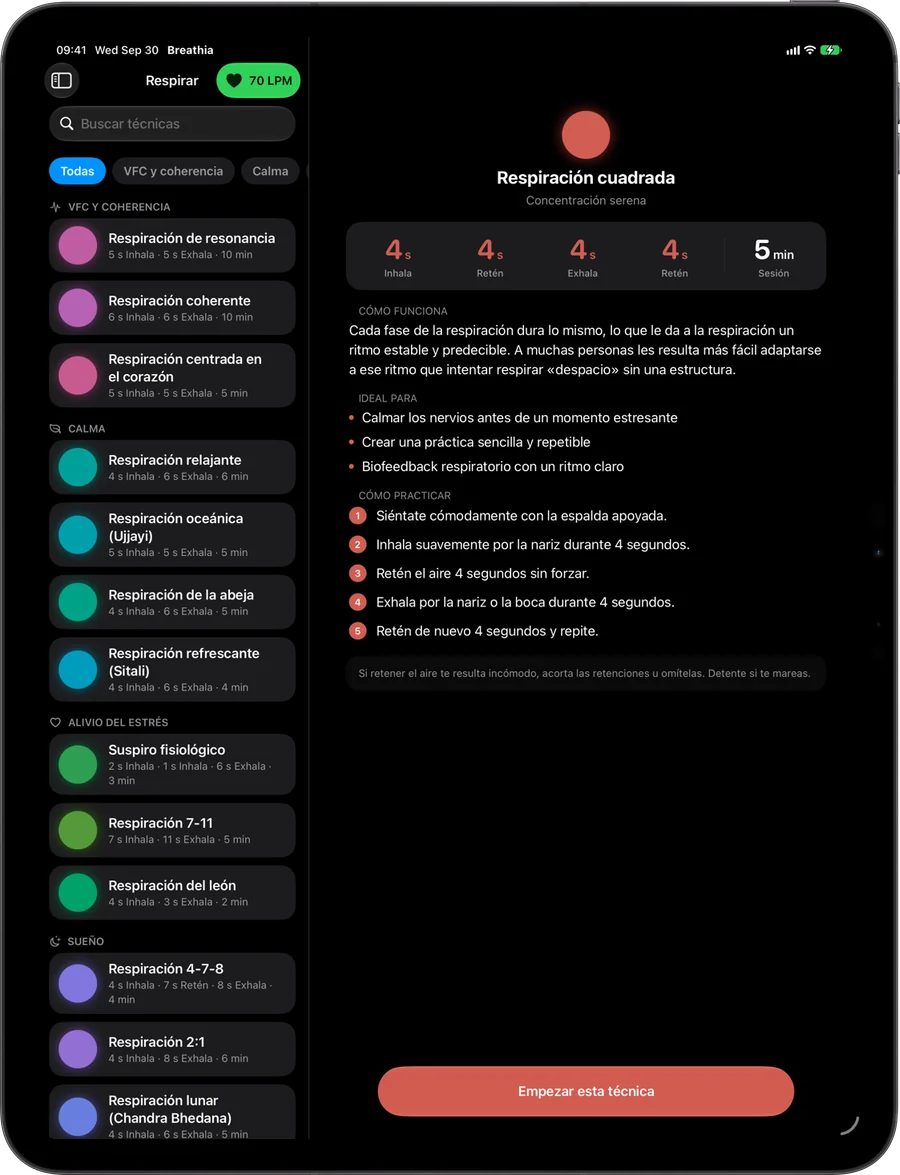 09:41 Wed Sep 30 Breathia
Respirar
70 LPM
Buscar técnicas
Todas
VFC y coherencia
Calma
VFC Y COHERENCIA
Respiración de resonancia
5 s Inhala · 5 s Exhala · 10 min
Respiración coherente
6 s Inhala · 6 s Exhala · 10 min
Respiración centrada en
el corazón
5 s Inhala · 5 s Exhala · 5 min
CALMA
Respiración relajante
4 s Inhala · 6 s Exhala · 6 min
Respiración oceánica
(Ujjayi)
5 s Inhala · 5 s Exhala · 5 min
Respiración de la abeja
4 s Inhala · 6 s Exhala · 5 min
Respiración refrescante
(Sitali)
4 s Inhala · 6 s Exhala · 4 min
ALIVIO DEL ESTRÉS
Suspiro fisiológico
2 s Inhala · 1 s Inhala · 6 s Exhala ·
3 min
Respiración 7-11
7 s Inhala · 11 s Exhala · 5 min
Respiración del león
4 s Inhala · 3 s Exhala · 2 min
SUEÑO
Respiración 4-7-8
4 s Inhala · 7 s Retén · 8 s Exhala ·
4 min
Respiración 2:1
4 s Inhala · 8 s Exhala · 6 min
Respiración lunar
(Chandra Bhedana)
4 s Inhala · 6 s Exhala · 5 min
Respiración cuadrada
Concentración serena
4 s
Inhala
4 s
Retén
4 s
Exhala
4 s
Retén
5 min
Sesión
CÓMO FUNCIONA
Cada fase de la respiración dura lo mismo, lo que le da a la respiración un
ritmo estable y predecible. A muchas personas les resulta más fácil adaptarse
a ese ritmo que intentar respirar «despacio» sin una estructura.
IDEAL PARA
• Calmar los nervios antes de un momento estresante
• Crear una práctica sencilla y repetible
• Biofeedback respiratorio con un ritmo claro
CÓMO PRACTICAR
1 Siéntate cómodamente con la espalda apoyada.
2 Inhala suavemente por la nariz durante 4 segundos.
3 Retén el aire 4 segundos sin forzar.
4 Exhala por la nariz o la boca durante 4 segundos.
5 Retén de nuevo 4 segundos y repite.
Si retener el aire te resulta incómodo, acorta las retenciones u omítelas. Detente si te mareas.
Empezar esta técnica